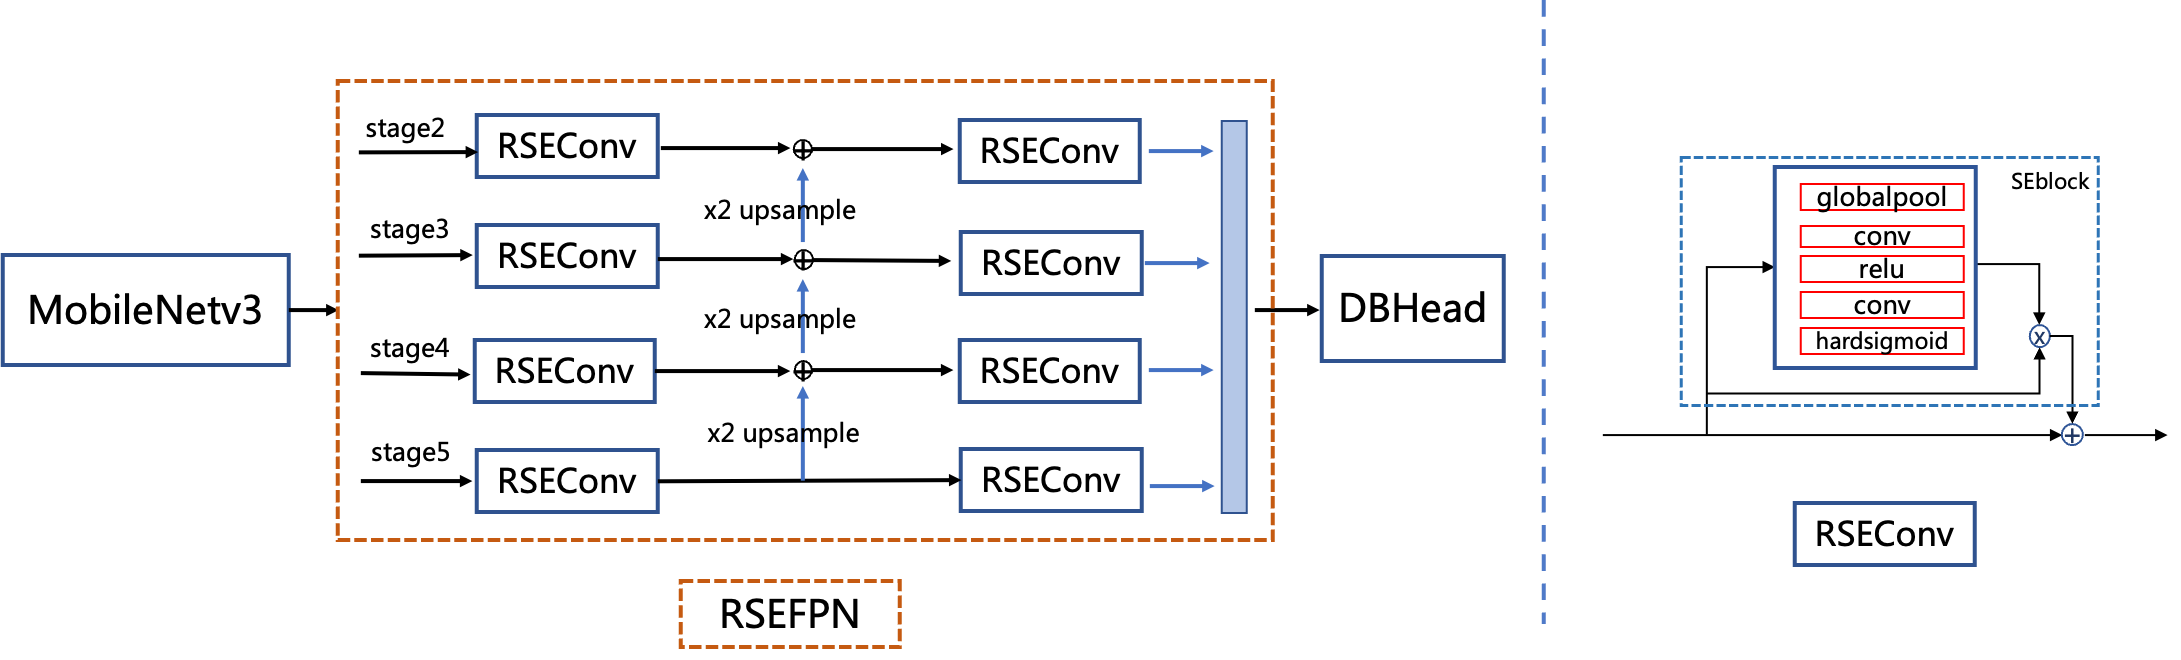 stage2
RSEConv
RSEConv
x2 upsample
stage3
RSEConv
RSEConv
MobileNetv3
x2 upsample
DBHead
stage4
RSEConv
RSEConv
x2 upsample
stage5
RSEConv
RSEConv
RSEFPN
SEblock
globalpool
conv
relu
conv
hardsigmoid
x
RSEConv